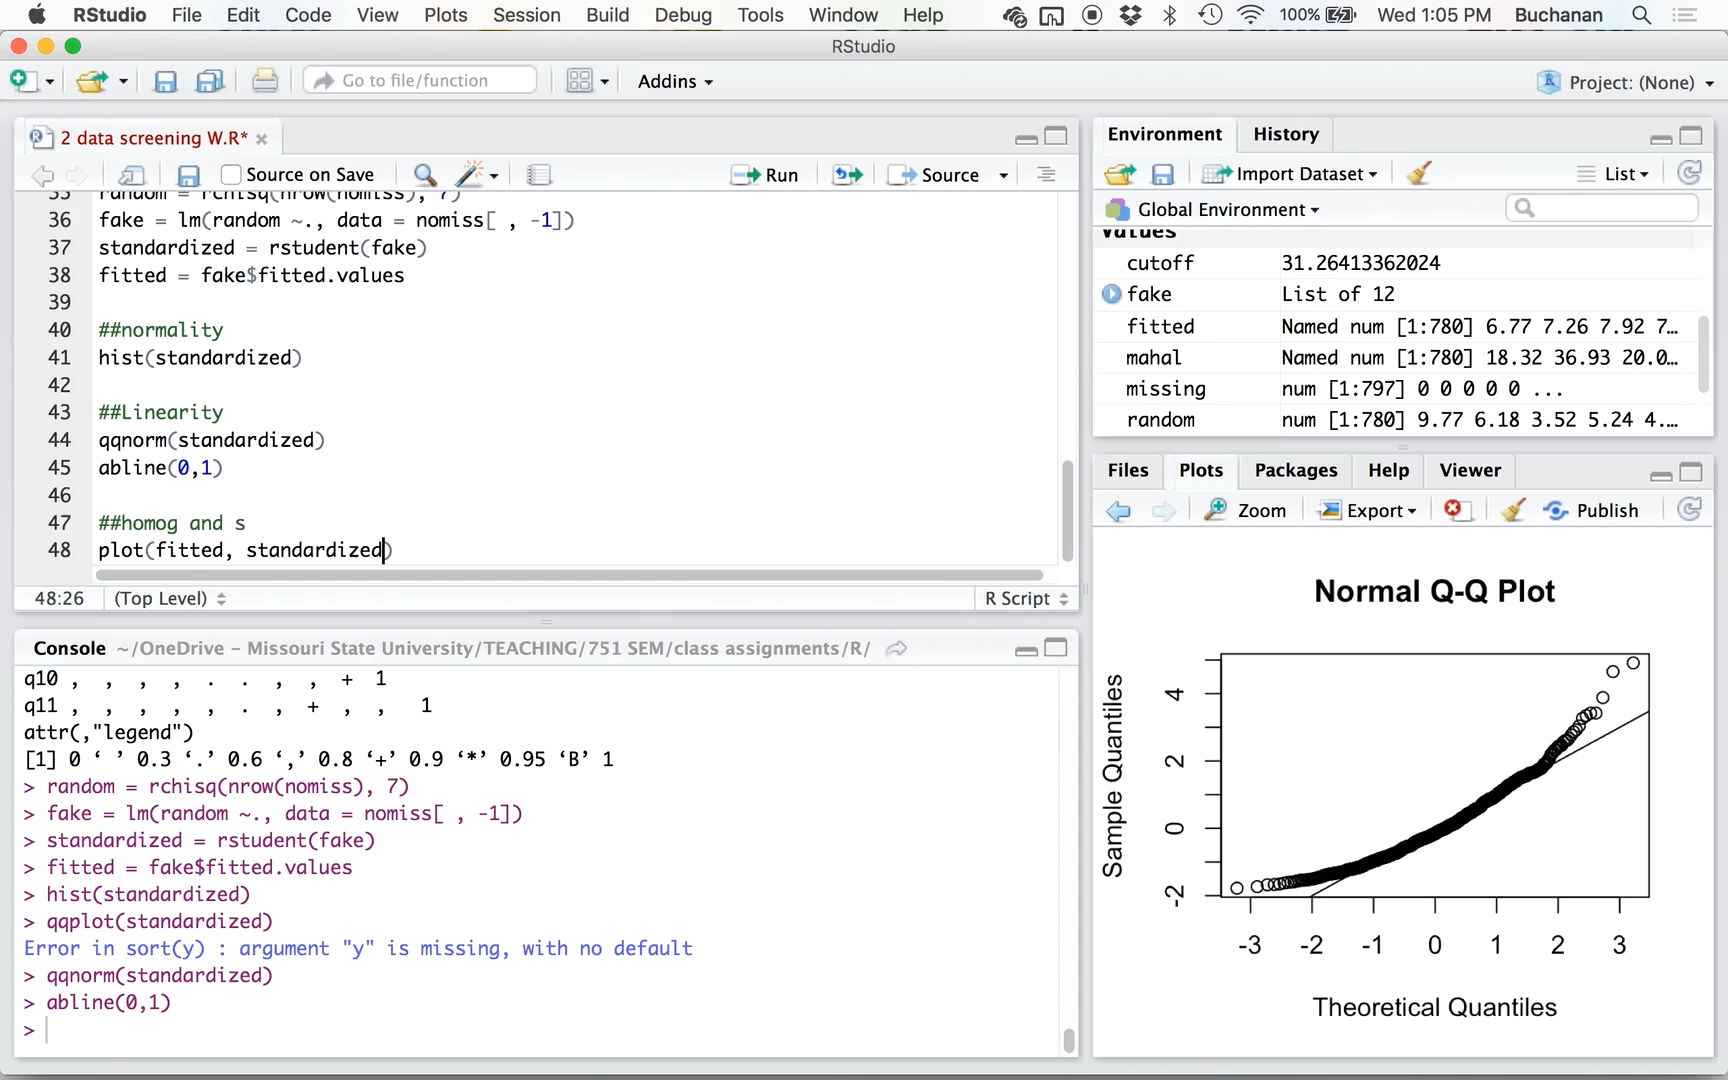 RStudio File Edit Code View Plots Session Build Debug Tools Window Help 100% Wed 1:05 PM Buchanan
RStudio
Go to file/function Addins Project: (None)
2 data screening W.R*
Source on Save Run Source
35 random = rchisq(nrow(nomiss), 7)
36 fake = lm(random ~., data = nomiss[ , -1])
37 standardized = rstudent(fake)
38 fitted = fake$fitted.values
39
40 ##normality
41 hist(standardized)
42
43 ##Linearity
44 qqnorm(standardized)
45 abline(0,1)
46
47 ##homog and s
48 plot(fitted, standardized)
48:26 (Top Level) R Script
Console ~/OneDrive - Missouri State University/TEACHING/751 SEM/class assignments/R/
q10 , , , , . . , , + 1
q11 , , , , , . , + , , 1
attr(,"legend")
[1] 0 ‘ ’ 0.3 ‘.’ 0.6 ‘,’ 0.8 ‘+’ 0.9 ‘*’ 0.95 ‘B’ 1
> random = rchisq(nrow(nomiss), 7)
> fake = lm(random ~., data = nomiss[ , -1])
> standardized = rstudent(fake)
> fitted = fake$fitted.values
> hist(standardized)
> qqplot(standardized)
Error in sort(y) : argument "y" is missing, with no default
> qqnorm(standardized)
> abline(0,1)
>
Environment History
Import Dataset List
Global Environment
Values
cutoff 31.26413362024
fake List of 12
fitted Named num [1:780] 6.77 7.26 7.92 7…
mahal Named num [1:780] 18.32 36.93 20.0…
missing num [1:797] 0 0 0 0 0 ...
random num [1:780] 9.77 6.18 3.52 5.24 4.…
Files Plots Packages Help Viewer
Zoom Export Publish
Normal Q-Q Plot
Sample Quantiles
4
2
0
-2
-3 -2 -1 0 1 2 3
Theoretical Quantiles